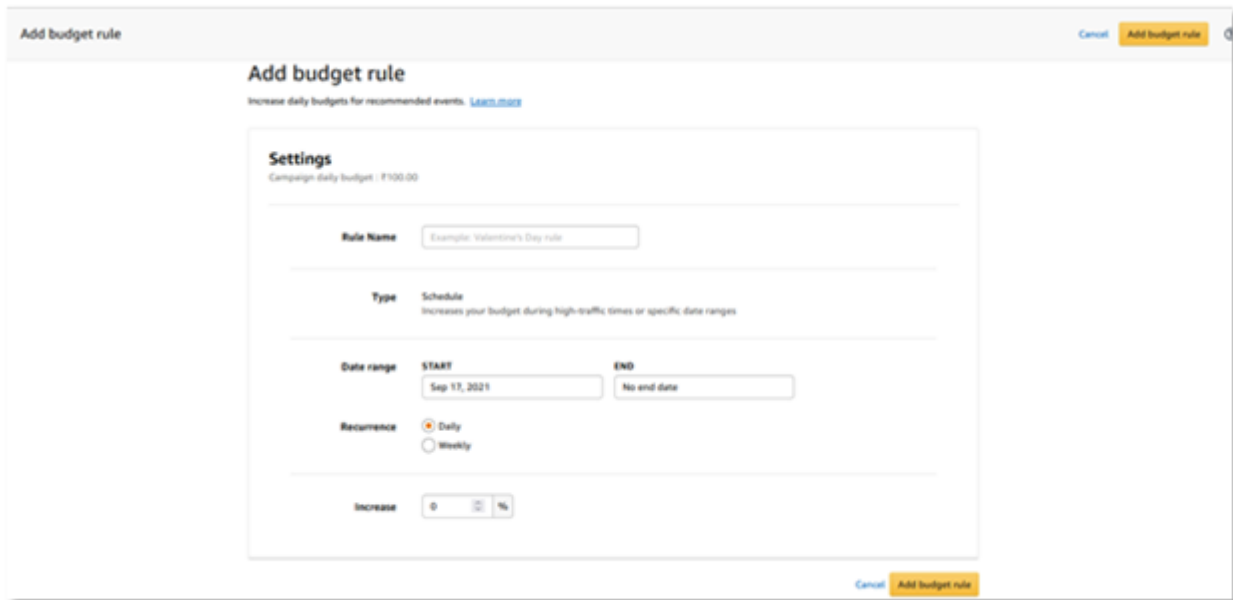 Add budget rule
Cancel Add budget rule
Add budget rule
Increase daily budgets for recommended events. Learn more
Settings
Campaign daily budget : ₹100.00
Rule Name Example: Valentine's Day rule
Type Schedule
Increases your budget during high-traffic times or specific date ranges
Date range START END
Sep 17, 2021 No end date
Recurrence Daily
Weekly
Increase 0 %
Cancel Add budget rule